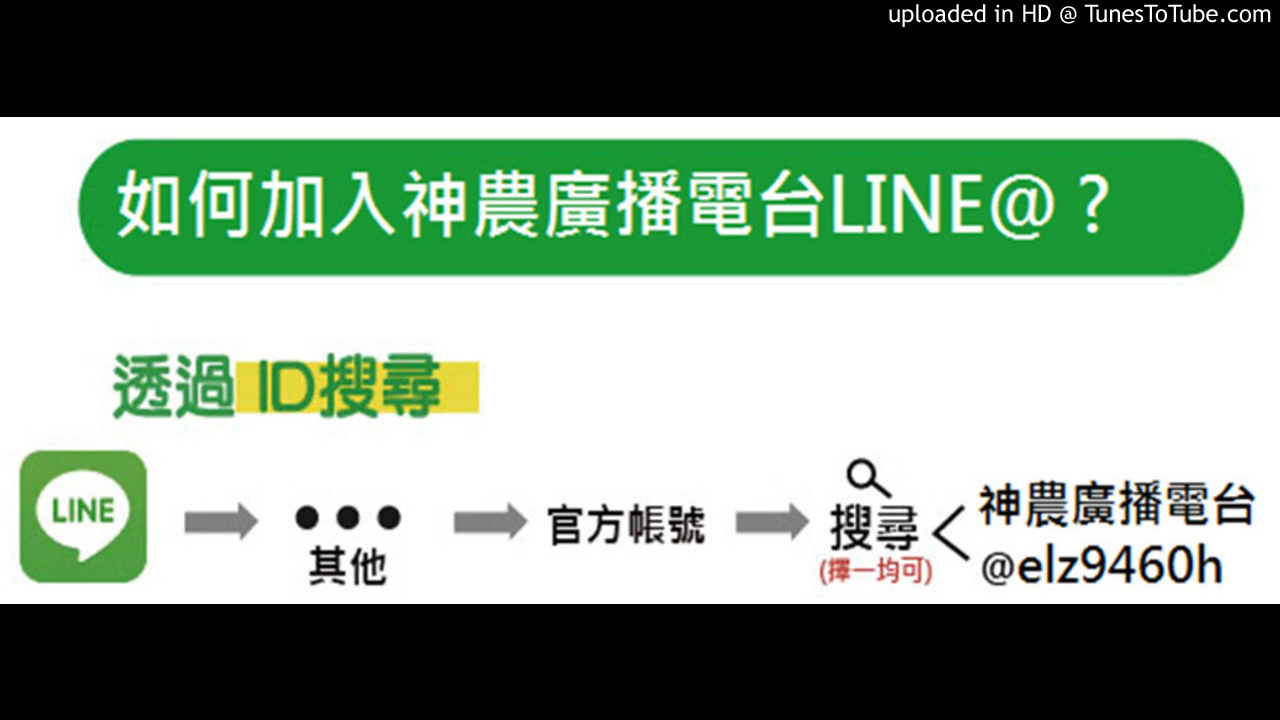 uploaded in HD @ TunesToTube.com
如何加入神農廣播電台LINE@？
透過 ID搜尋
LINE
其他
官方帳號
搜尋
(擇一均可)
神農廣播電台
@elz9460h